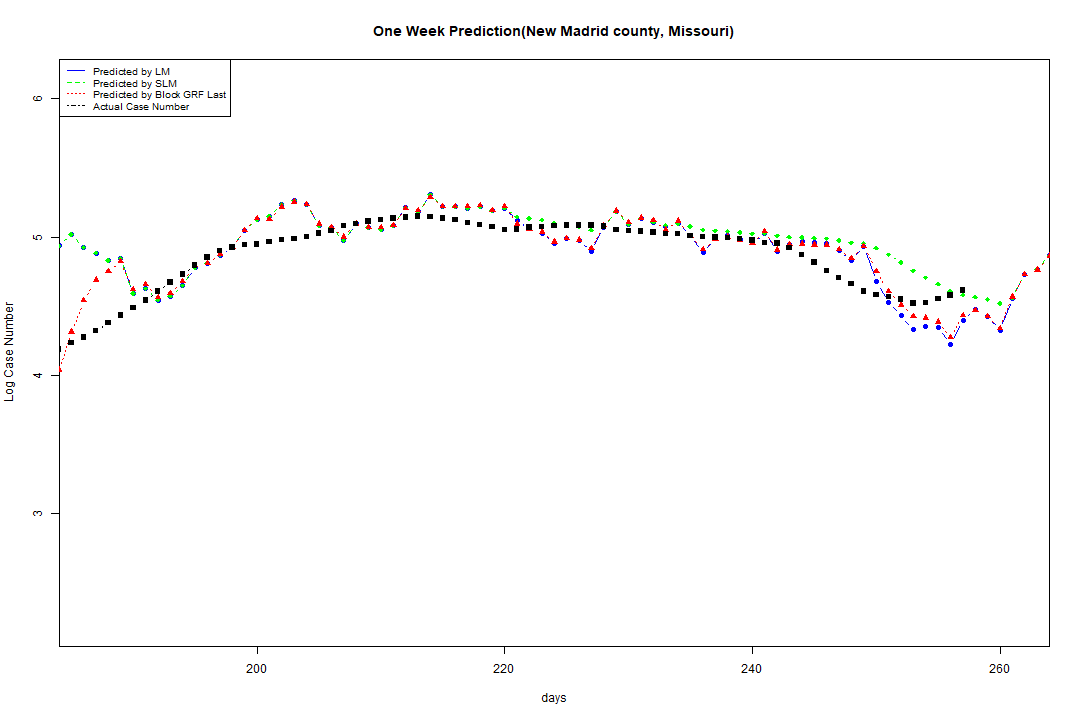 One Week Prediction(New Madrid county, Missouri)
Predicted by LM
Predicted by SLM
Predicted by Block GRF Last
Actual Case Number
6
5
4
3
Log Case Number
200 220 240 260
days